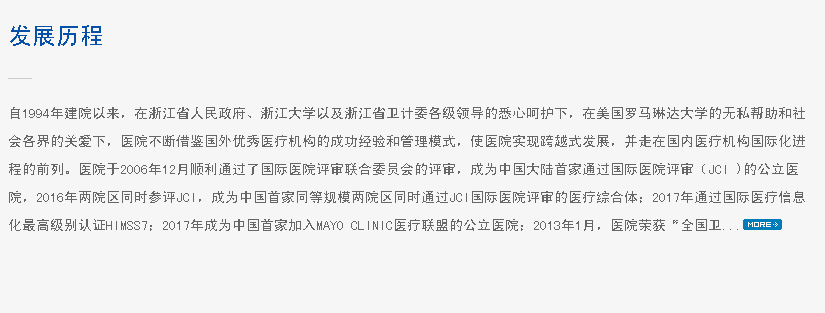 发展历程
自1994年建院以来，在浙江省人民政府、浙江大学以及浙江省卫计委各级领导的悉心呵护下，在美国罗马琳达大学的无私帮助和社
会各界的关爱下，医院不断借鉴国外优秀医疗机构的成功经验和管理模式，使医院实现跨越式发展，并走在国内医疗机构国际化进
程的前列。医院于2006年12月顺利通过了国际医院评审联合委员会的评审，成为中国大陆首家通过国际医院评审（JCI )的公立医
院，2016年两院区同时参评JCI，成为中国首家同等规模两院区同时通过JCI国际医院评审的医疗综合体；2017年通过国际医疗信息
化最高级别认证HIMSS7；2017年成为中国首家加入MAYO CLINIC医疗联盟的公立医院；2013年1月，医院荣获“全国卫...MORE